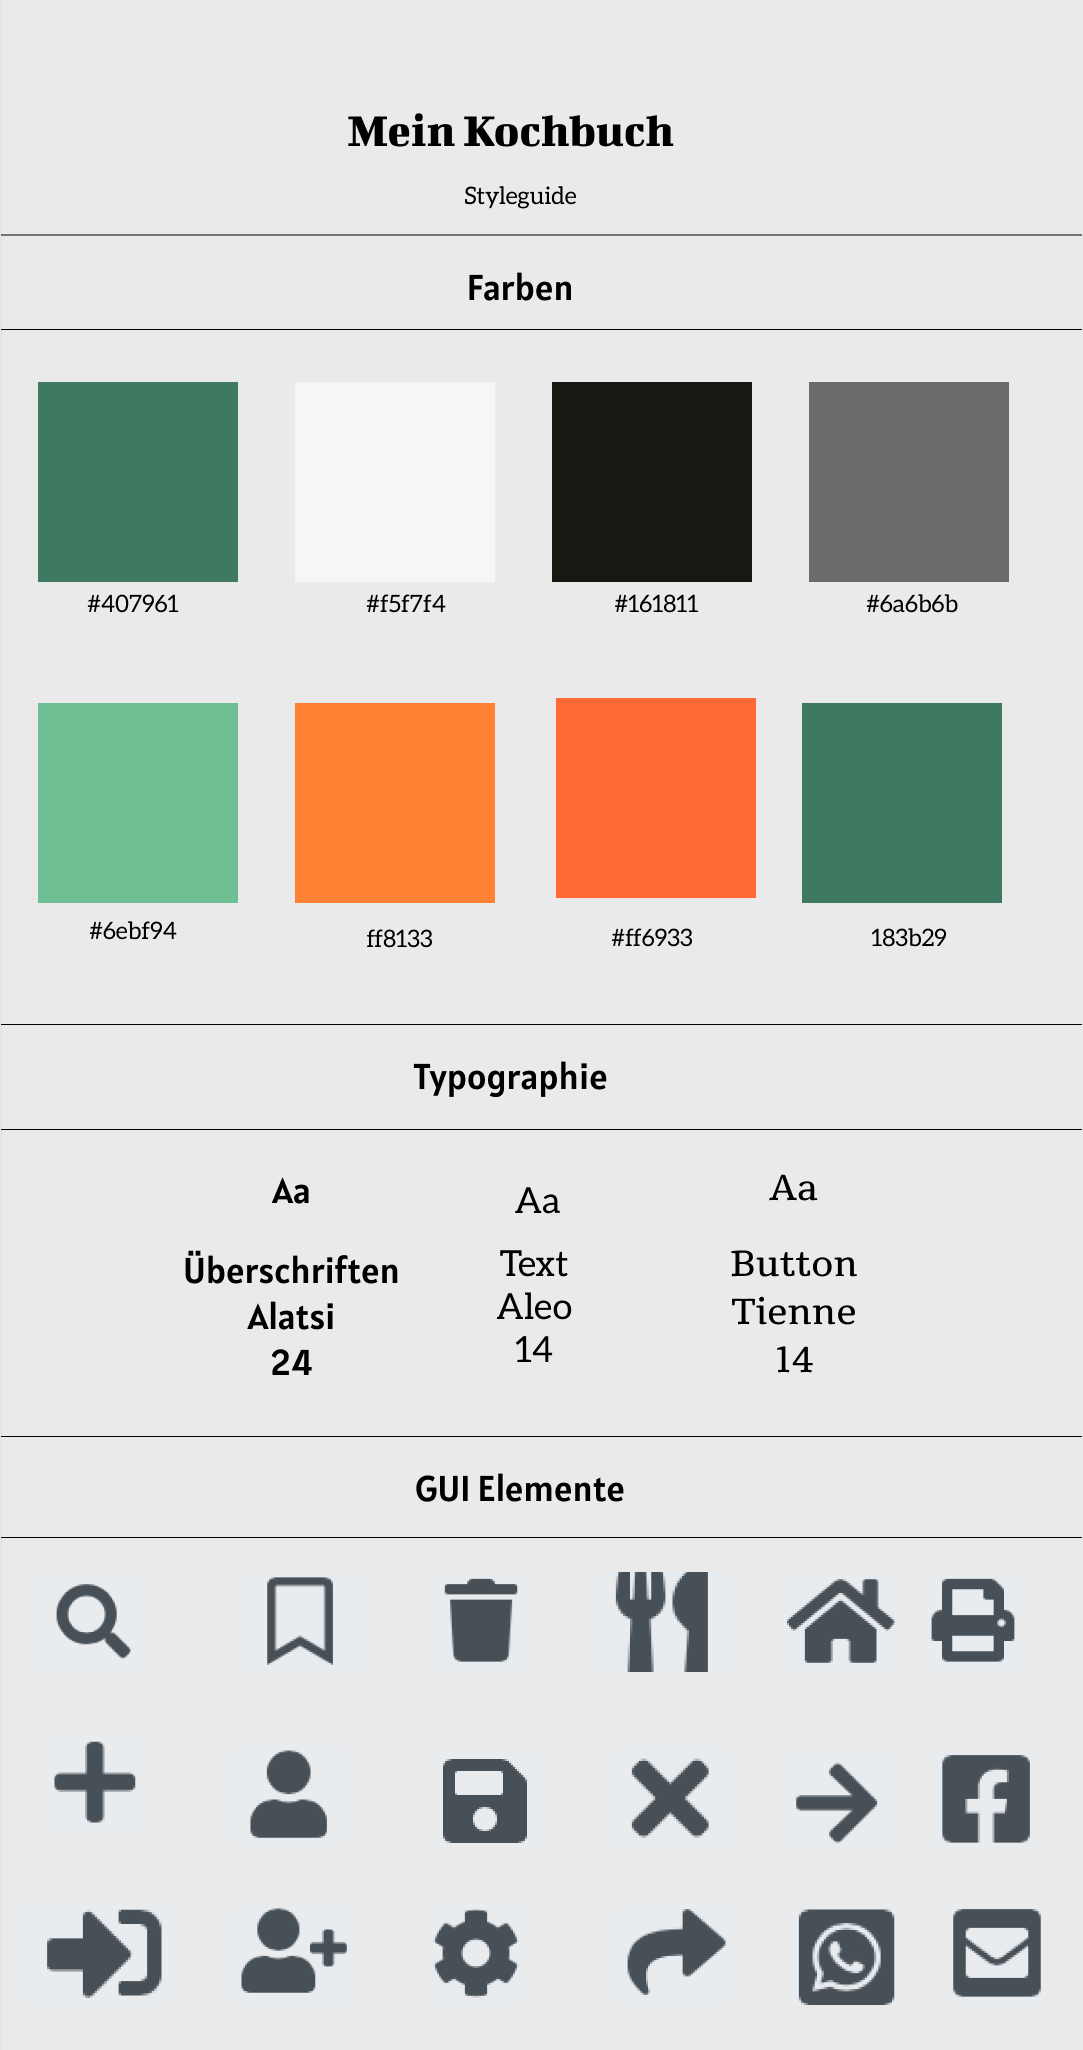 Mein Kochbuch
Styleguide
Farben
#407961
#f5f7f4
#161811
#6a6b6b
#6ebf94
ff8133
#ff6933
183b29
Typographie
Aa
Überschriften
Alatsi
24
Aa
Text
Aleo
14
Aa
Button
Tienne
14
GUI Elemente